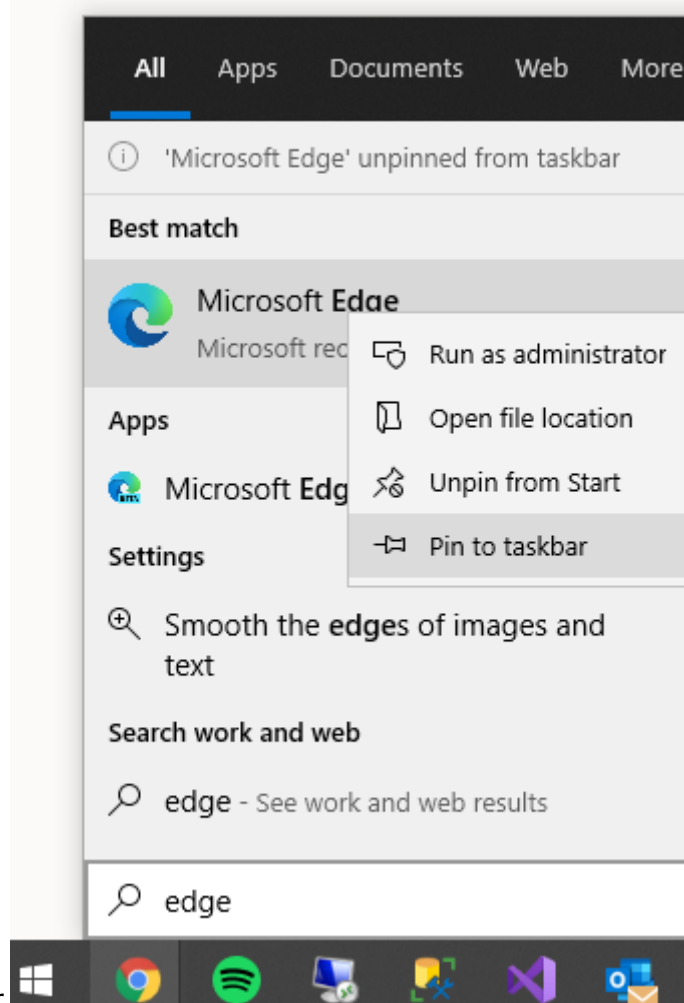 All Apps Documents Web More
'Microsoft Edge' unpinned from taskbar
Best match
Microsoft Edge
Microsoft rec
Run as administrator
Apps
Open file location
Microsoft Edg
Unpin from Start
Pin to taskbar
Settings
Smooth the edges of images and
text
Search work and web
edge - See work and web results
edge